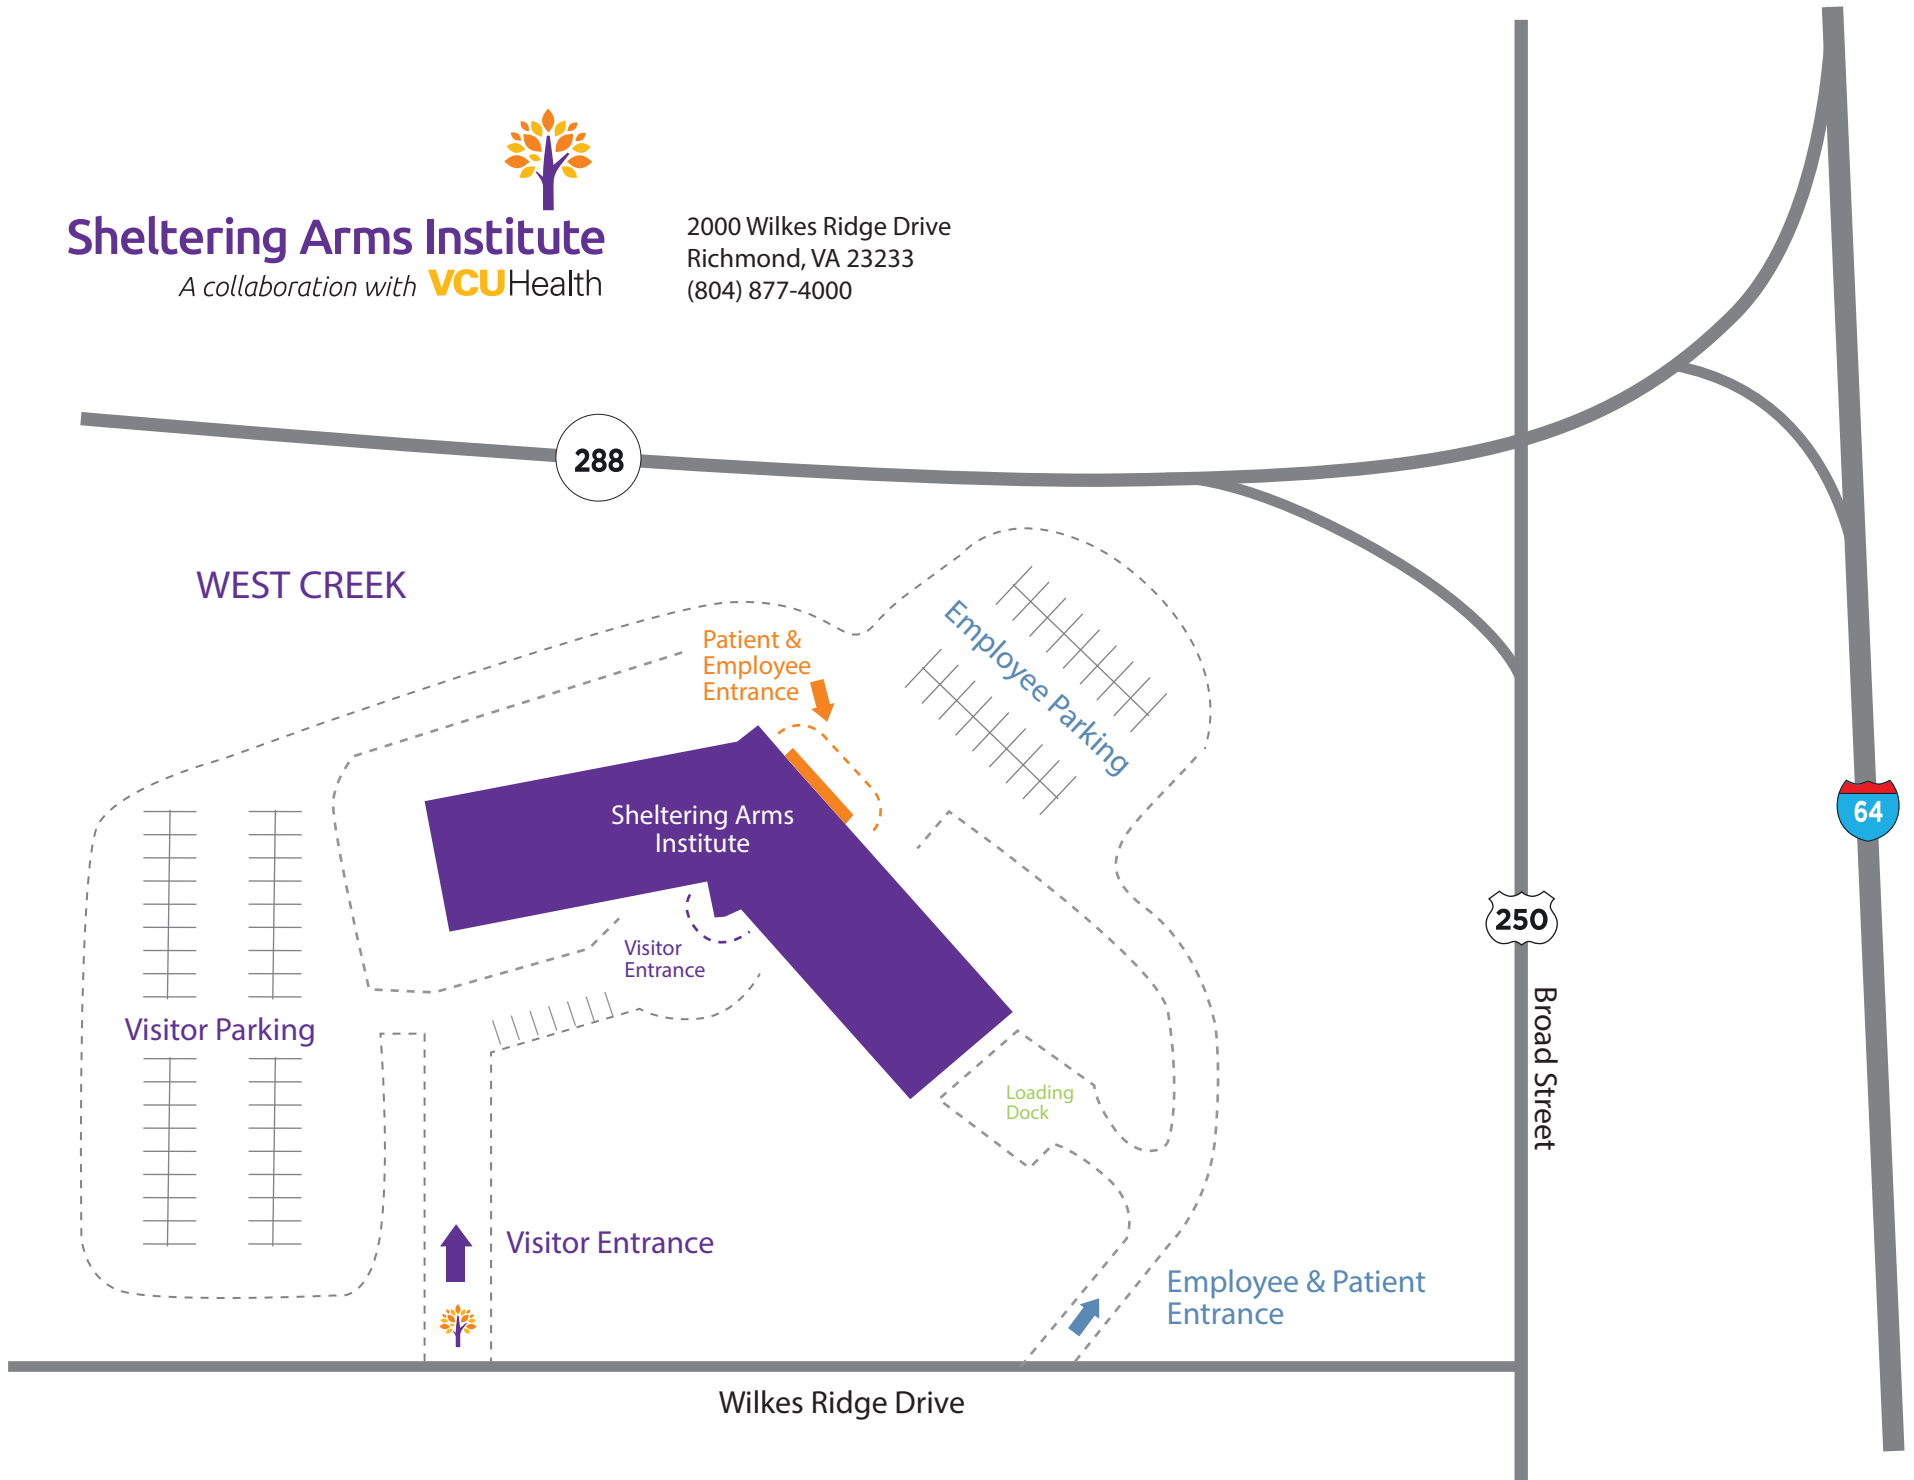 Sheltering Arms Institute
A collaboration with VCUHealth
2000 Wilkes Ridge Drive
Richmond, VA 23233
(804) 877-4000
288
WEST CREEK
Patient &
Employee
Entrance
Employee Parking
Sheltering Arms
Institute
64
250
Broad Street
Visitor
Entrance
Visitor Parking
Loading
Dock
Visitor Entrance
Employee & Patient
Entrance
Wilkes Ridge Drive